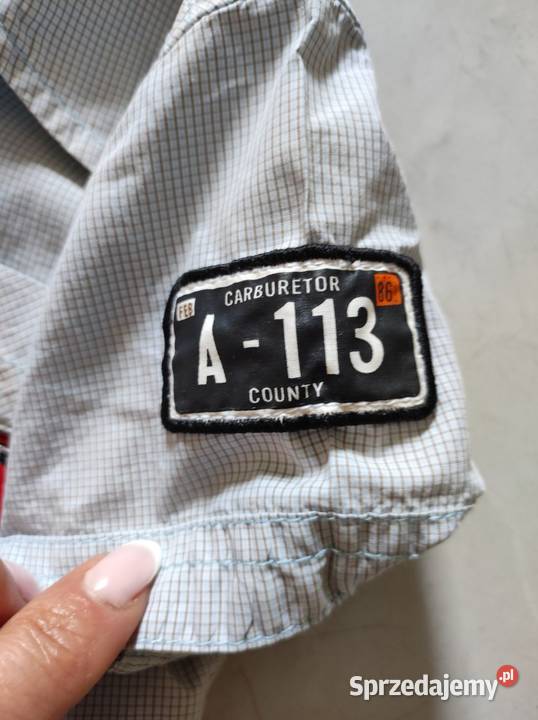 CARBURETOR
FEB 86
A-113
COUNTY
Sprzedajemy.pl